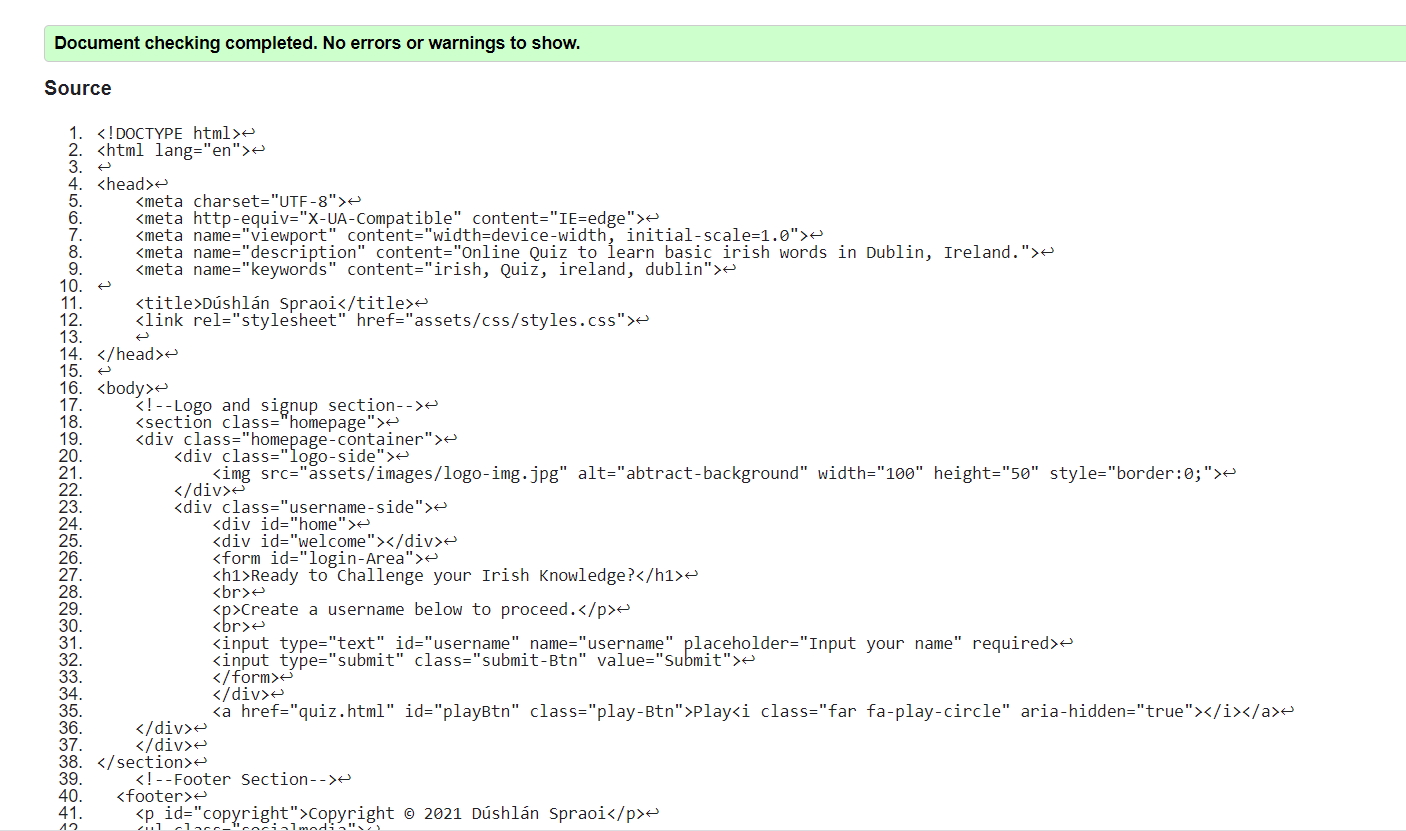 Document checking completed. No errors or warnings to show.
Source
1. <!DOCTYPE html>↩
2. <html lang="en">↩
3. ↩
4. <head>↩
5.     <meta charset="UTF-8">↩
6.     <meta http-equiv="X-UA-Compatible" content="IE=edge">↩
7.     <meta name="viewport" content="width=device-width, initial-scale=1.0">↩
8.     <meta name="description" content="Online Quiz to learn basic irish words in Dublin, Ireland.">↩
9.     <meta name="keywords" content="irish, Quiz, ireland, dublin">↩
10. ↩
11.     <title>Dúshlán Spraoi</title>↩
12.     <link rel="stylesheet" href="assets/css/styles.css">↩
13.     ↩
14. </head>↩
15. ↩
16. <body>↩
17.     <!--Logo and signup section-->↩
18.     <section class="homepage">↩
19.     <div class="homepage-container">↩
20.         <div class="logo-side">↩
21.             <img src="assets/images/logo-img.jpg" alt="abtract-background" width="100" height="50" style="border:0;">↩
22.         </div>↩
23.         <div class="username-side">↩
24.             <div id="home">↩
25.             <div id="welcome"></div>↩
26.             <form id="login-Area">↩
27.             <h1>Ready to Challenge your Irish Knowledge?</h1>↩
28.             <br>↩
29.             <p>Create a username below to proceed.</p>↩
30.             <br>↩
31.             <input type="text" id="username" name="username" placeholder="Input your name" required>↩
32.             <input type="submit" class="submit-Btn" value="Submit">↩
33.             </form>↩
34.             </div>↩
35.             <a href="quiz.html" id="playBtn" class="play-Btn">Play<i class="far fa-play-circle" aria-hidden="true"></i></a>↩
36.     </div>↩
37.     </div>↩
38. </section>↩
39.     <!--Footer Section-->↩
40.   <footer>↩
41.     <p id="copyright">Copyright © 2021 Dúshlán Spraoi</p>↩
42.     <ul class="socialmedia">↩